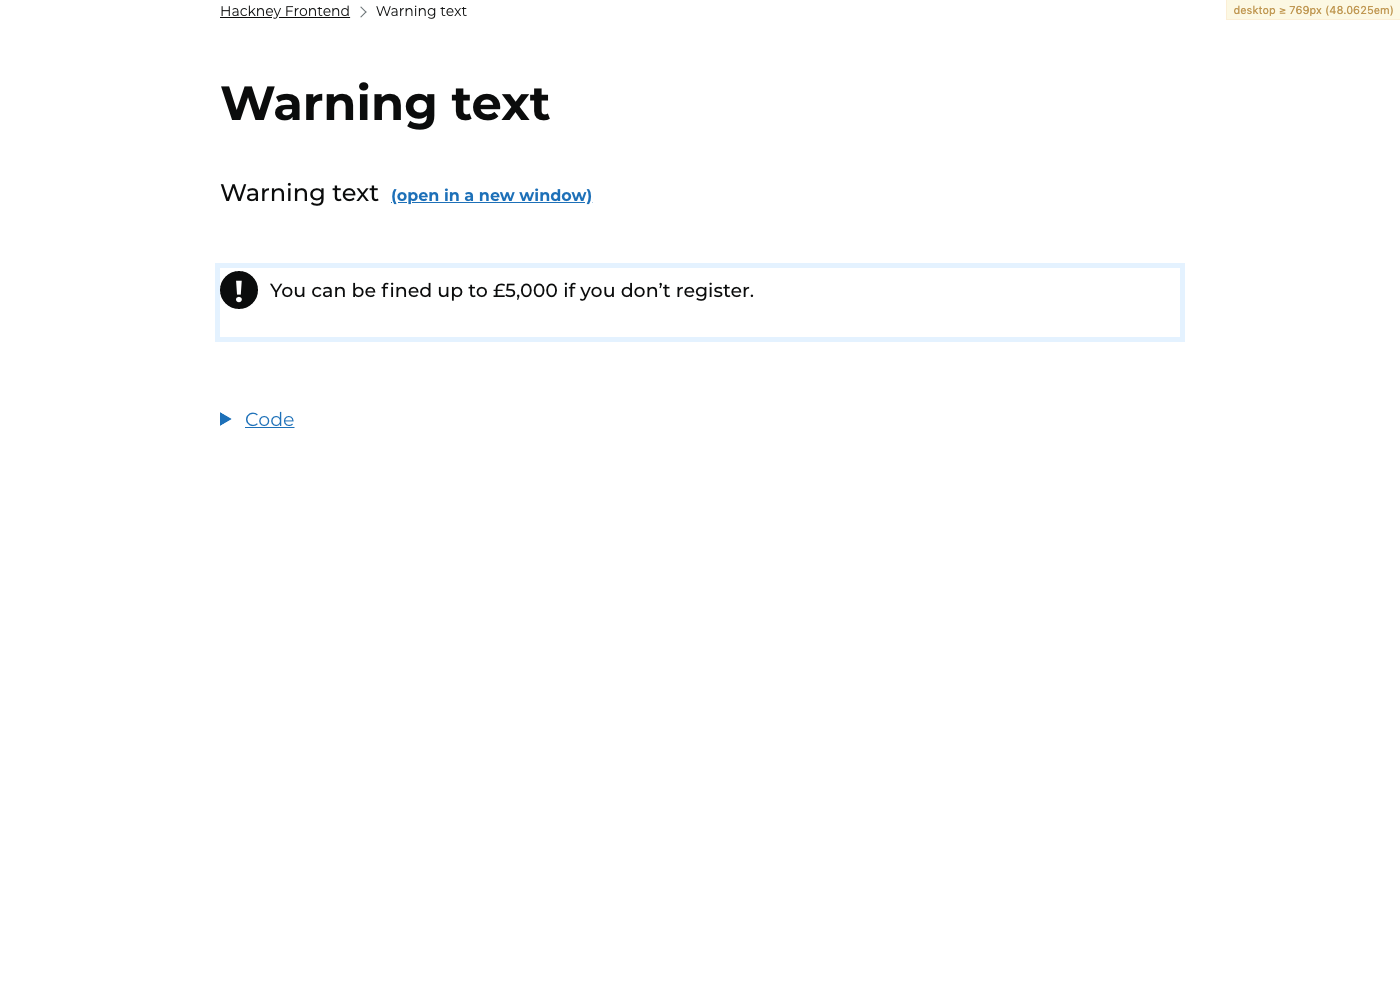 Hackney Frontend > Warning text
desktop ≥ 769px (48.0625em)
Warning text
Warning text (open in a new window)
! You can be fined up to £5,000 if you don’t register.
Code